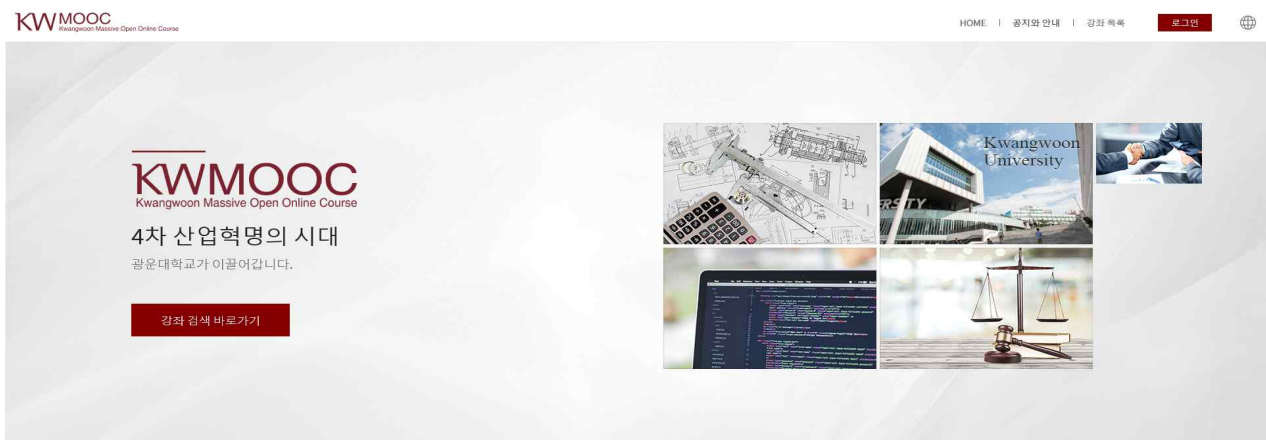 KWMOOC
Kwangwoon Massive Open Online Course
HOME | 공지와 안내 | 강좌 목록
로그인
KWMOOC
Kwangwoon Massive Open Online Course
4차 산업혁명의 시대
광운대학교가 이끌어갑니다.
강좌 검색 바로가기
Kwangwoon
University